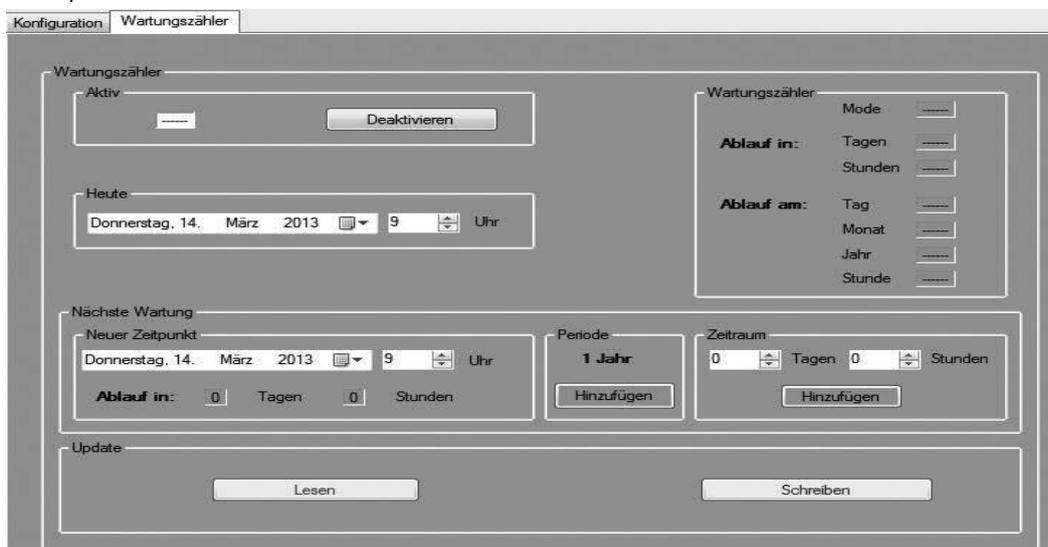 Konfiguration Wartungszähler
Wartungszähler
Aktiv
------ Deaktivieren
Heute
Donnerstag, 14. März 2013 9 Uhr
Wartungszähler
Mode ------
Ablauf in: Tagen ------
Stunden ------
Ablauf am: Tag ------
Monat ------
Jahr ------
Stunde ------
Nächste Wartung
Neuer Zeitpunkt
Donnerstag, 14. März 2013 9 Uhr
Ablauf in: 0 Tagen 0 Stunden
Periode
1 Jahr
Hinzufügen
Zeitraum
0 Tagen 0 Stunden
Hinzufügen
Update
Lesen Schreiben